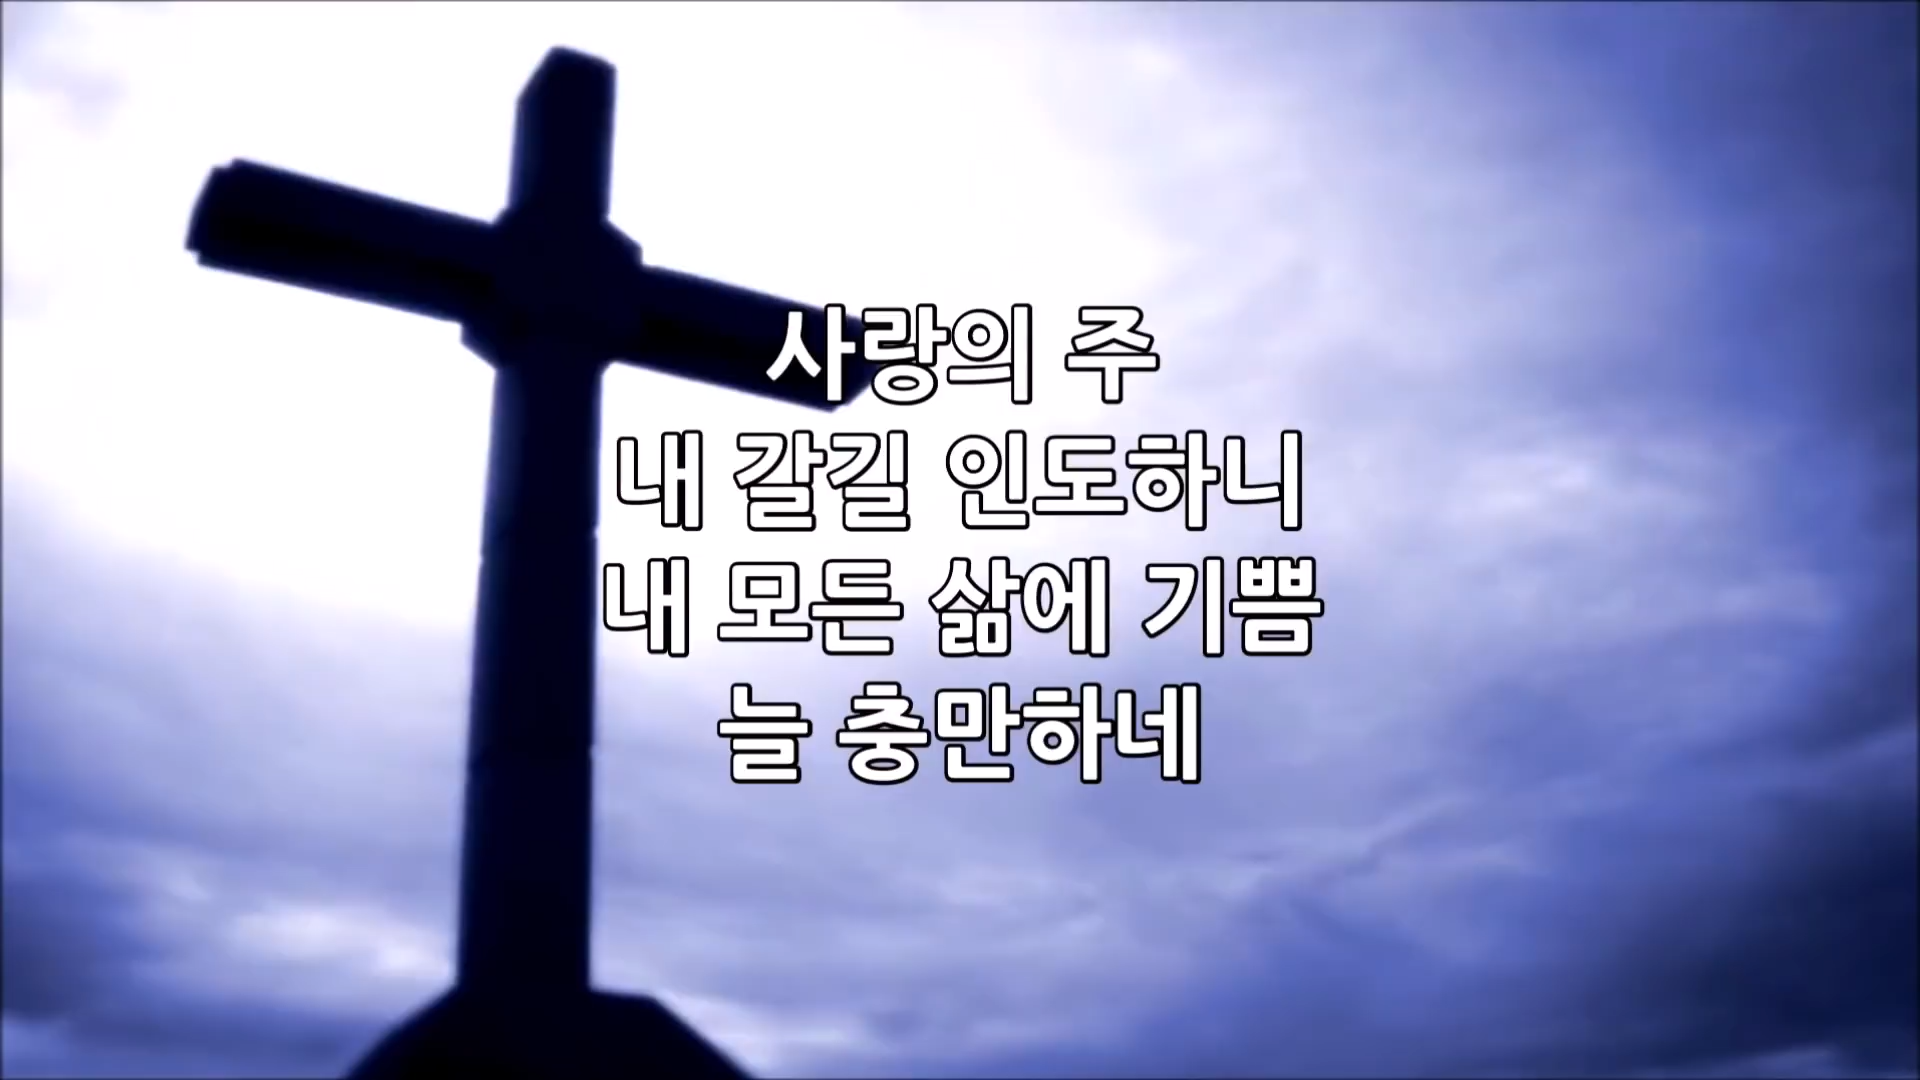 사랑의 주
내 갈길 인도하니
내 모든 삶에 기쁨
늘 충만하네